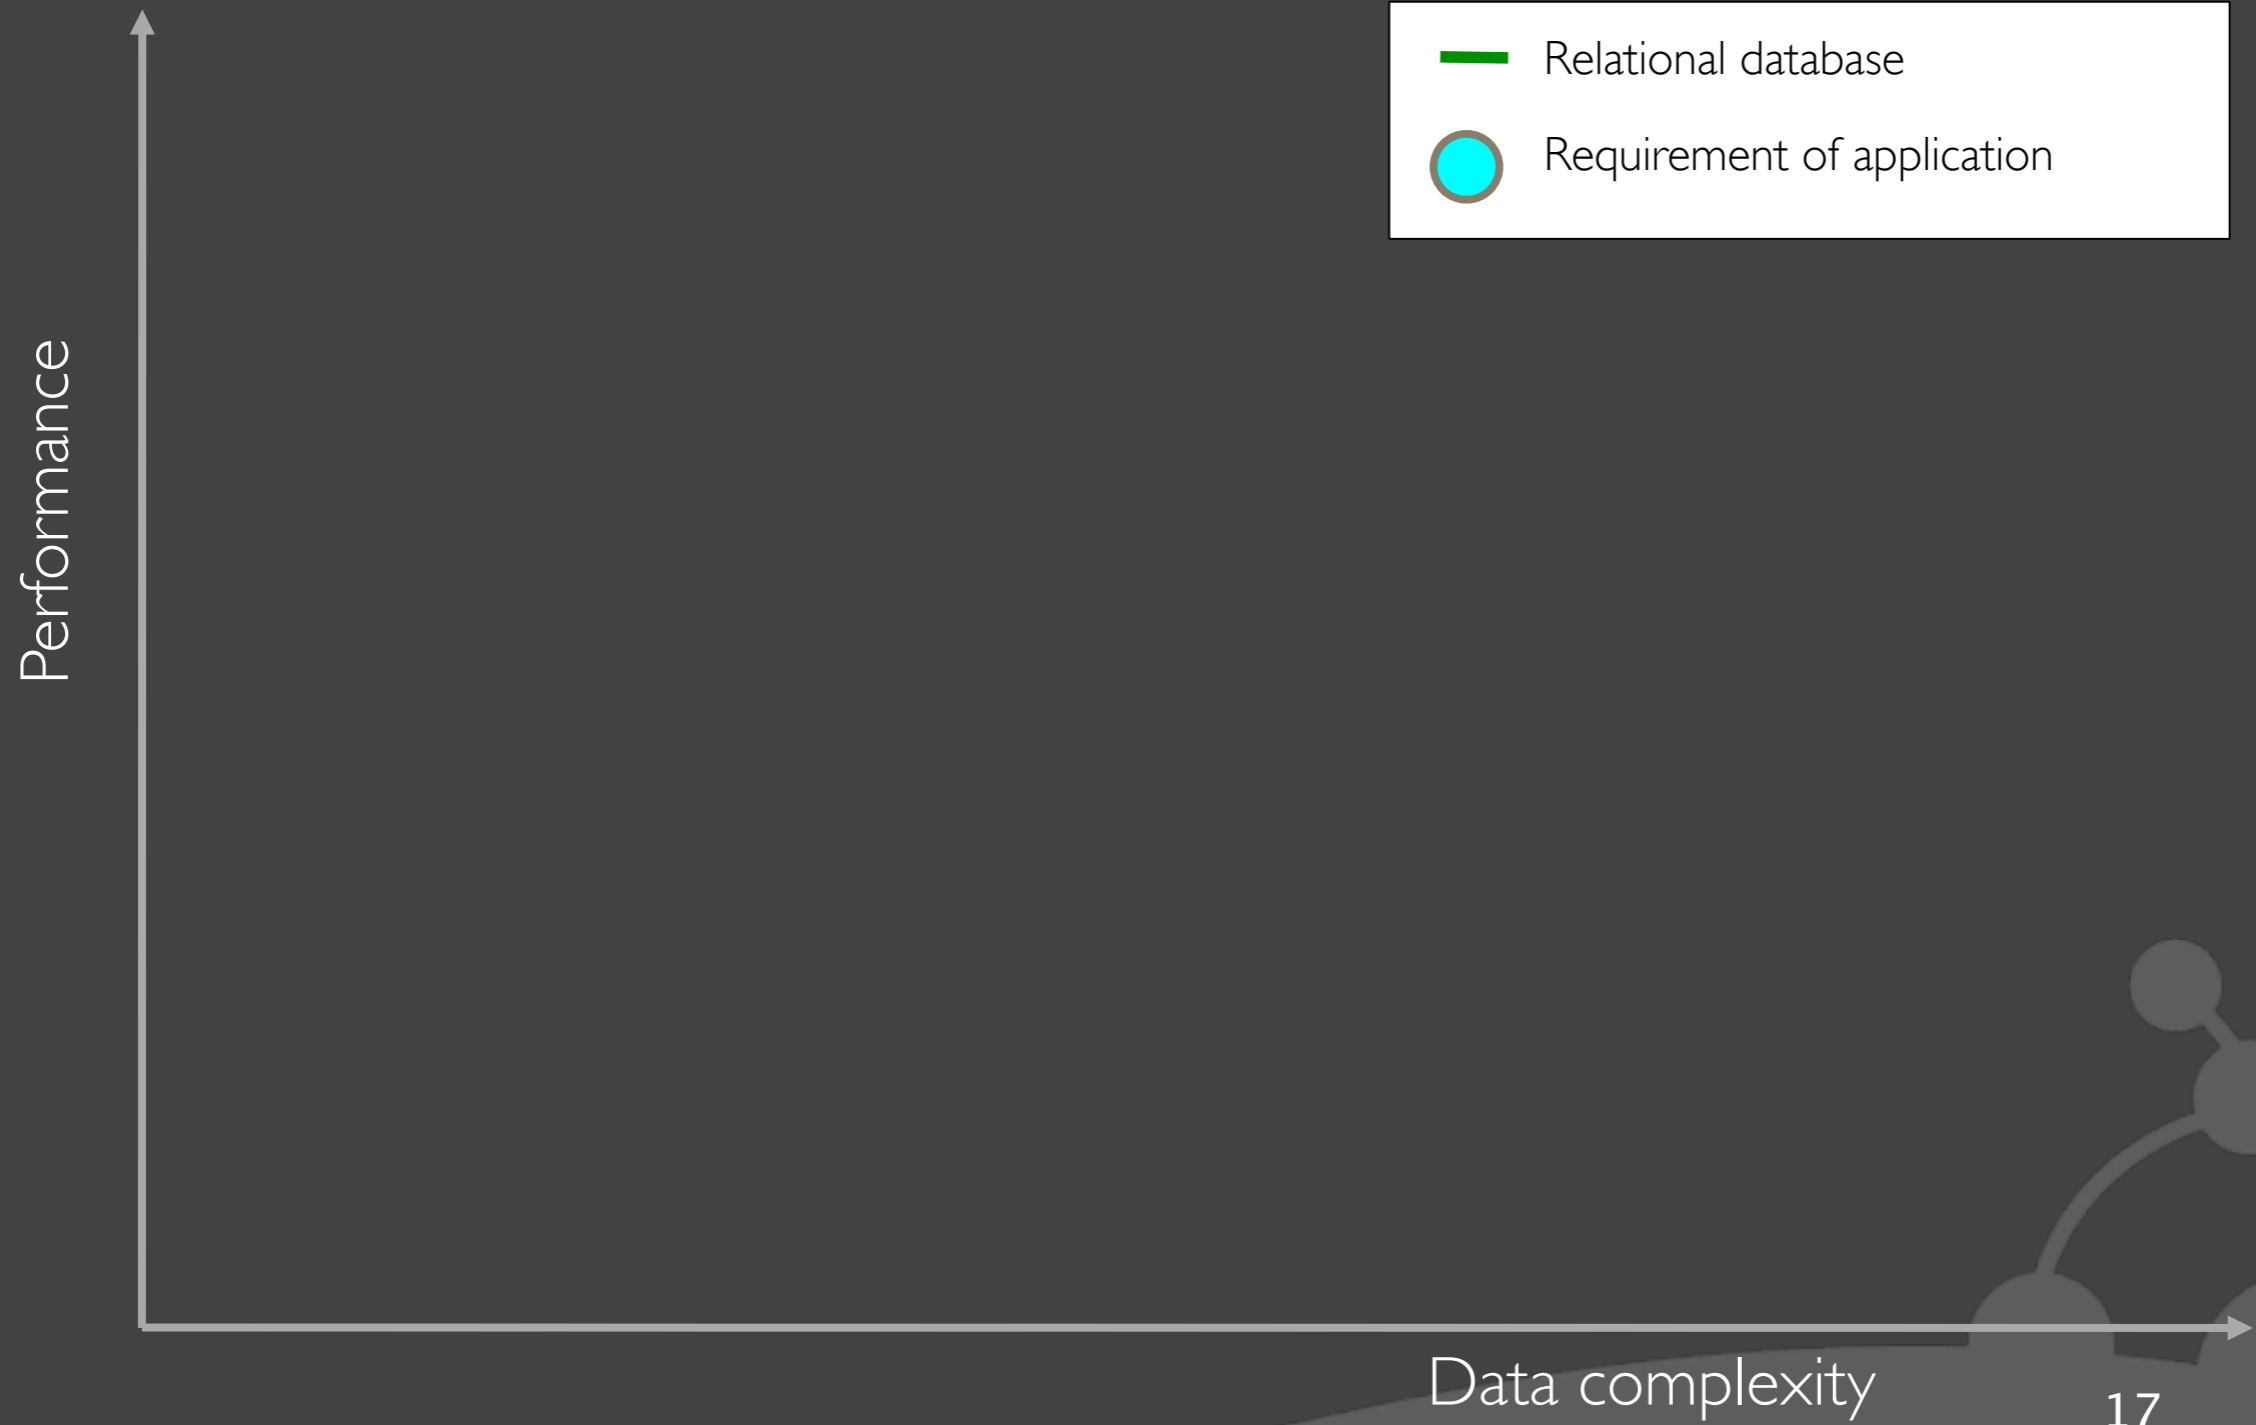 Relational database
Requirement of application
Performance
Data complexity
17